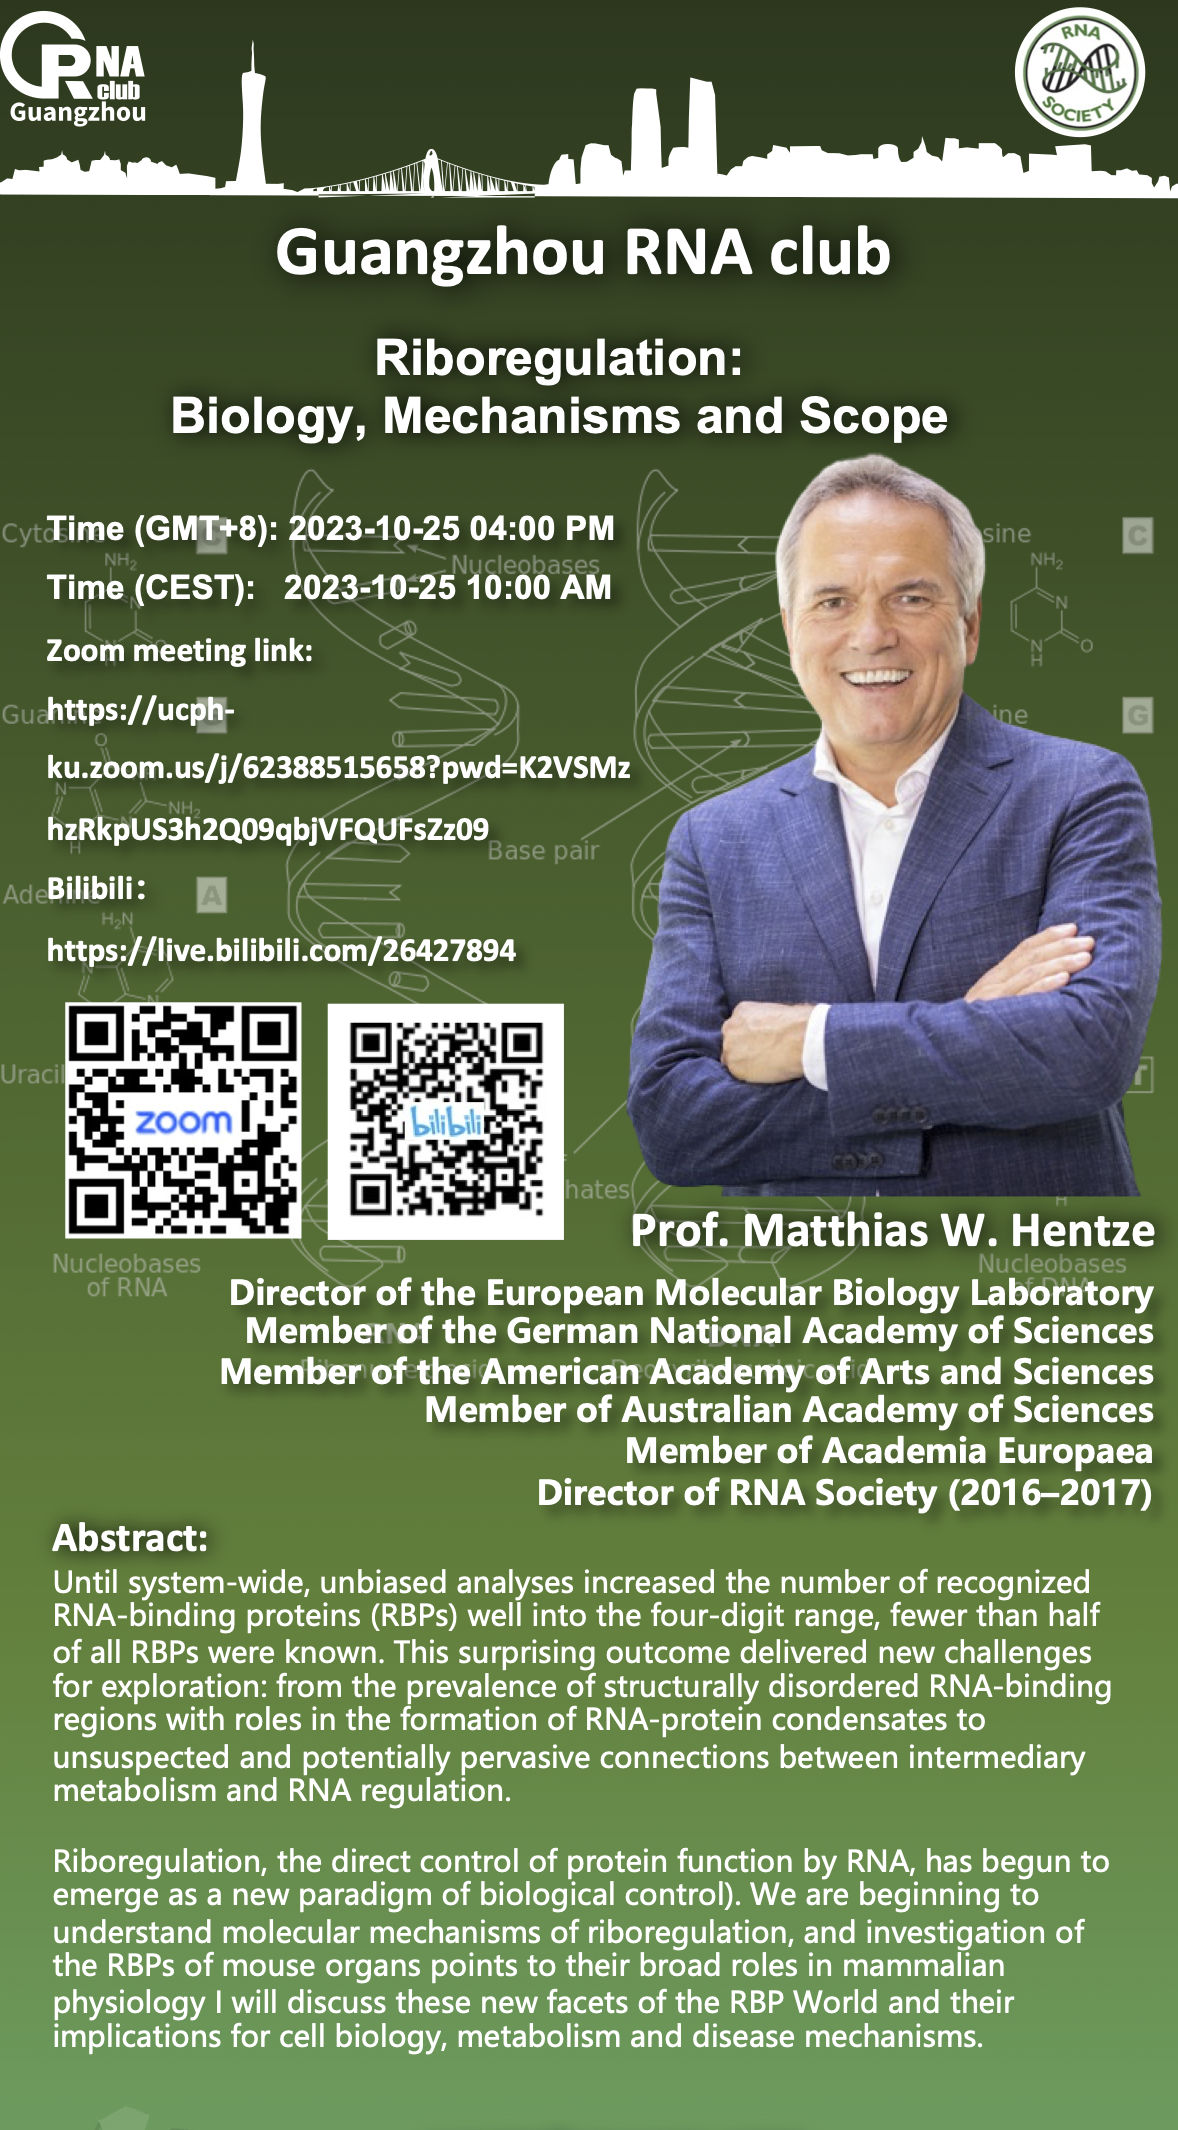 RNA
club
Guangzhou
RNA
SOCIETY
Guangzhou RNA club
Riboregulation:
Biology, Mechanisms and Scope
Time (GMT+8): 2023-10-25 04:00 PM
Time (CEST): 2023-10-25 10:00 AM
Zoom meeting link:
https://ucph-
ku.zoom.us/j/62388515658?pwd=K2VSMz
hzRkpUS3h2Q09qbjVFQUFsZz09
Bilibili：
https://live.bilibili.com/26427894
Nucleobases
C
NH₂
N
N
H
O
G
Base pair
A
H₂N
NH₂
Uracil
zoom
bilibili
Nucleobases
of RNA
Nucleobases
of DNA
Prof. Matthias W. Hentze
Director of the European Molecular Biology Laboratory
Member of the German National Academy of Sciences
Member of the American Academy of Arts and Sciences
Member of Australian Academy of Sciences
Member of Academia Europaea
Director of RNA Society (2016–2017)
Abstract:
Until system-wide, unbiased analyses increased the number of recognized
RNA-binding proteins (RBPs) well into the four-digit range, fewer than half
of all RBPs were known. This surprising outcome delivered new challenges
for exploration: from the prevalence of structurally disordered RNA-binding
regions with roles in the formation of RNA-protein condensates to
unsuspected and potentially pervasive connections between intermediary
metabolism and RNA regulation.
Riboregulation, the direct control of protein function by RNA, has begun to
emerge as a new paradigm of biological control). We are beginning to
understand molecular mechanisms of riboregulation, and investigation of
the RBPs of mouse organs points to their broad roles in mammalian
physiology I will discuss these new facets of the RBP World and their
implications for cell biology, metabolism and disease mechanisms.